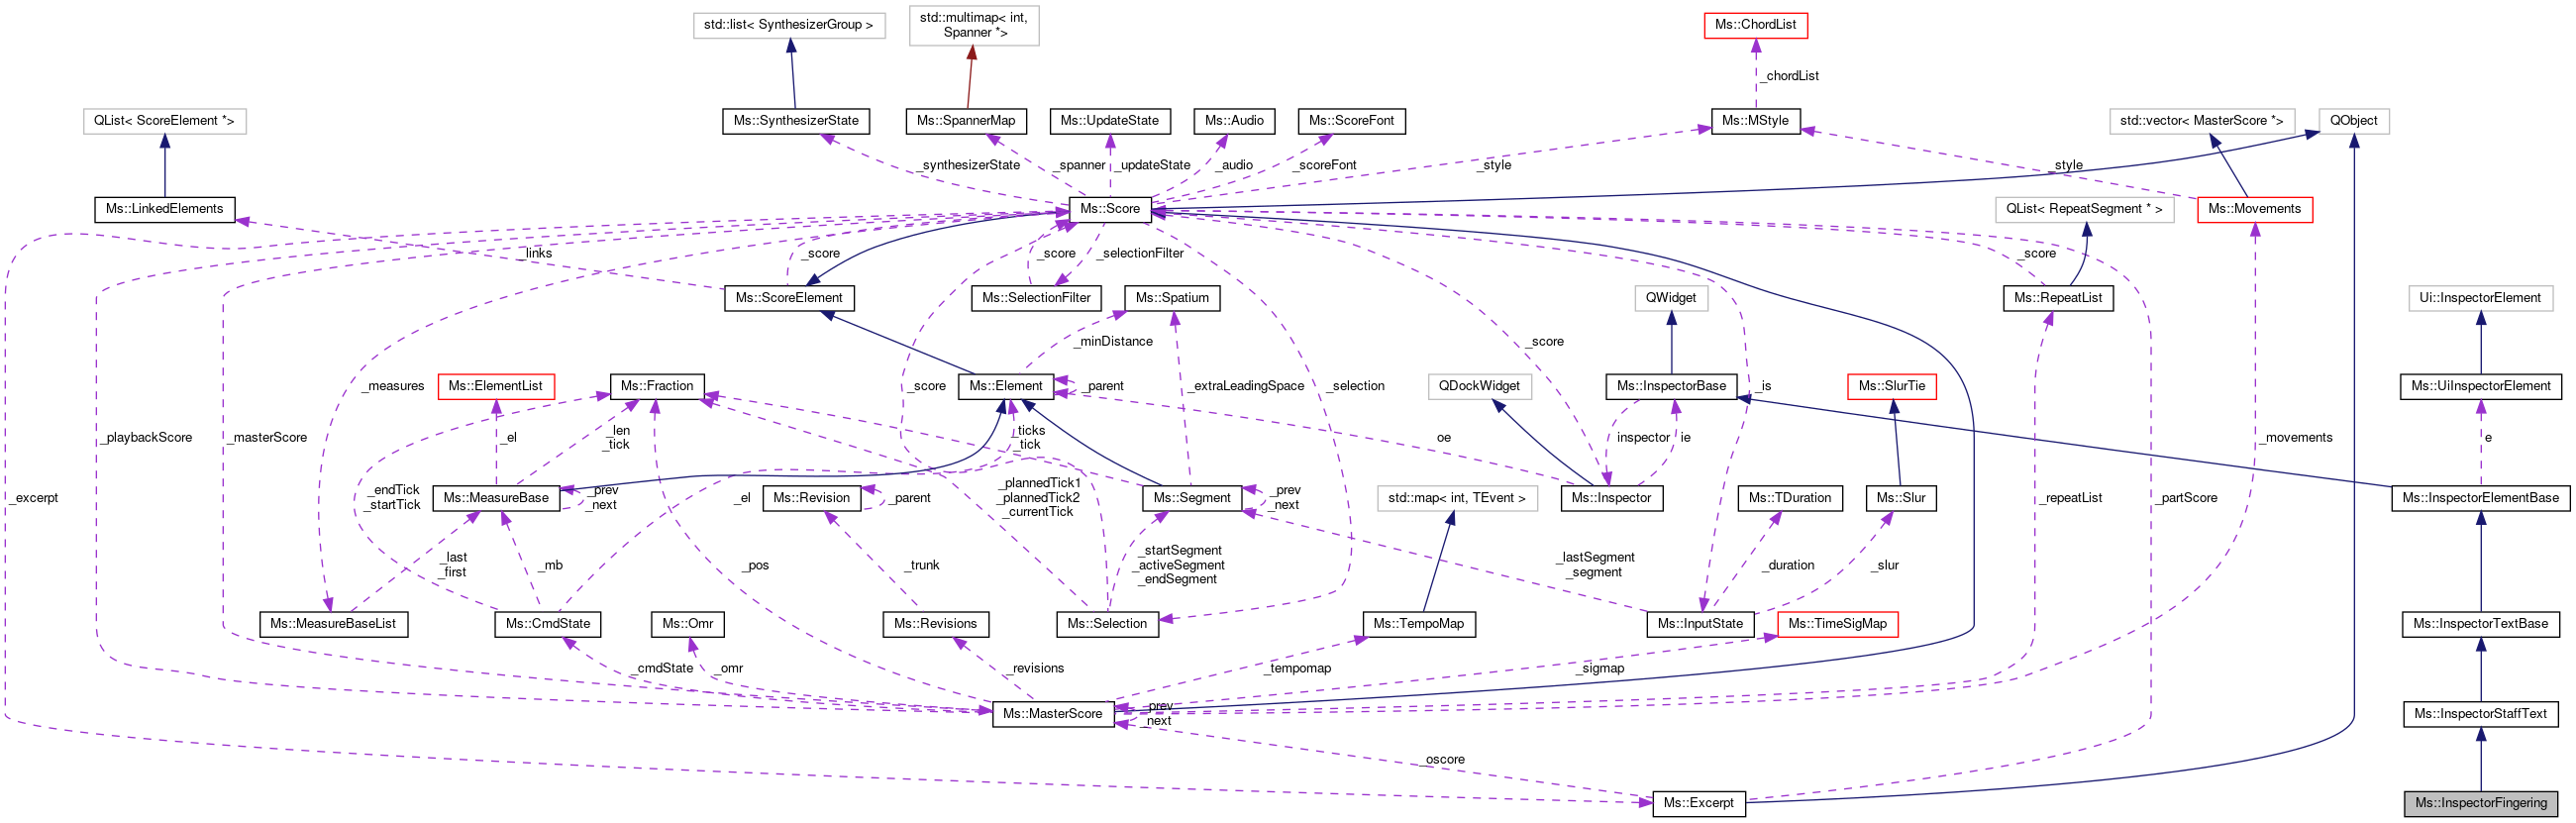 std::list< SynthesizerGroup >
std::multimap< int,
Spanner *>
Ms::ChordList
_chordList
QList< ScoreElement *>
Ms::SynthesizerState
Ms::SpannerMap
Ms::UpdateState
Ms::Audio
Ms::ScoreFont
Ms::MStyle
std::vector< MasterScore *>
QObject
_synthesizerState
_spanner
_updateState
_audio
_scoreFont
_style
_style
Ms::LinkedElements
Ms::Score
QList< RepeatSegment * >
Ms::Movements
_links
_score
_score
_selectionFilter
_score
Ms::ScoreElement
Ms::SelectionFilter
Ms::Spatium
QWidget
Ms::RepeatList
Ui::InspectorElement
_minDistance
_score
_measures
Ms::ElementList
Ms::Fraction
_score
Ms::Element
_parent
_extraLeadingSpace
_selection
QDockWidget
Ms::InspectorBase
_is
Ms::SlurTie
Ms::UiInspectorElement
_playbackScore
_masterScore
_el
_len
_tick
_ticks
_tick
oe
inspector
ie
_movements
e
_excerpt
_endTick
_startTick
Ms::MeasureBase
_prev
_next
_el
Ms::Revision
_parent
_plannedTick1
_plannedTick2
_currentTick
Ms::Segment
_prev
_next
std::map< int, TEvent >
Ms::Inspector
Ms::TDuration
Ms::Slur
_repeatList
_partScore
Ms::InspectorElementBase
_last
_first
_mb
_pos
_trunk
_startSegment
_activeSegment
_endSegment
_lastSegment
_segment
_duration
_slur
Ms::MeasureBaseList
Ms::CmdState
Ms::Omr
Ms::Revisions
Ms::Selection
Ms::TempoMap
Ms::InputState
Ms::TimeSigMap
Ms::InspectorTextBase
_cmdState
_omr
_revisions
_tempomap
_sigmap
Ms::MasterScore
_prev
_next
Ms::InspectorStaffText
_oscore
Ms::Excerpt
Ms::InspectorFingering